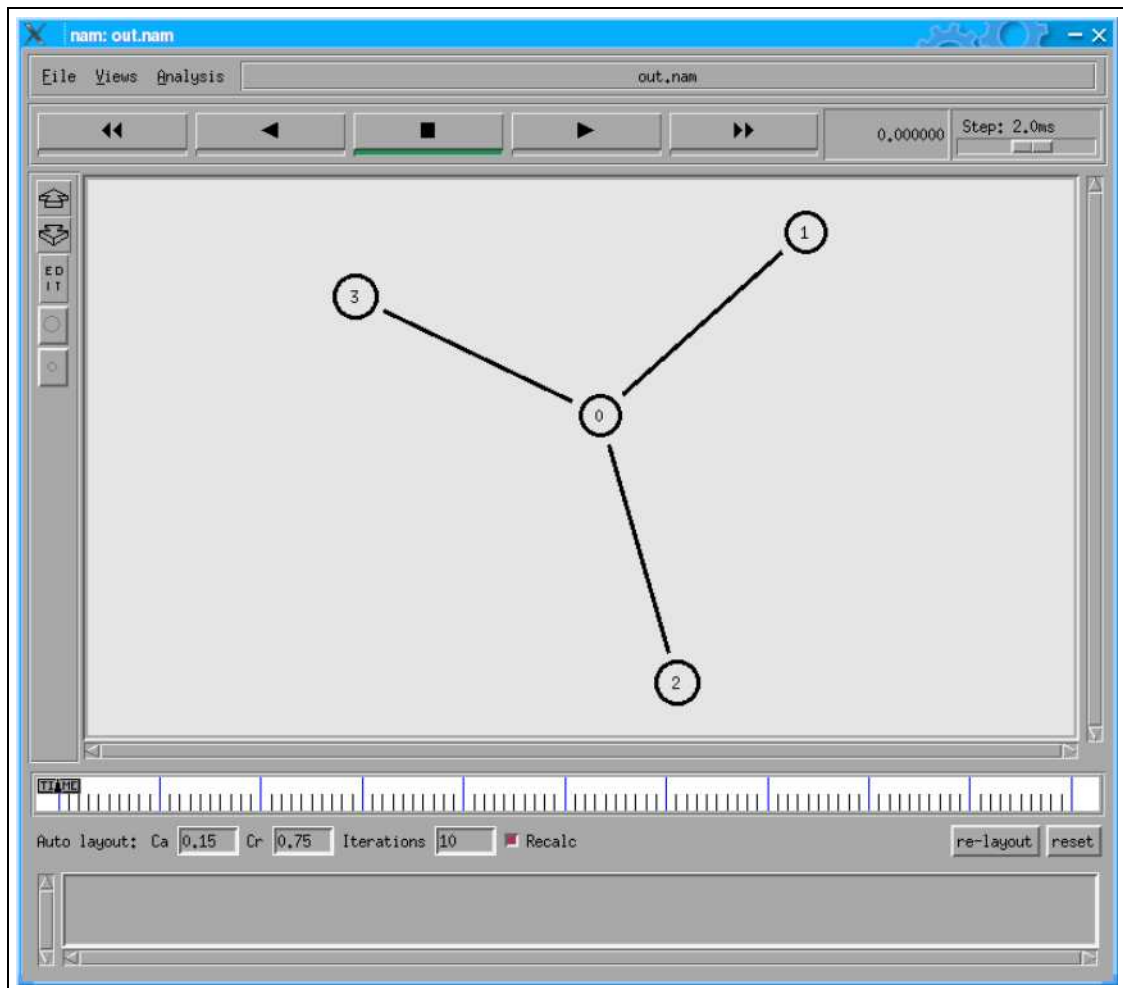 nam: out.nam
File Views Analysis out.nam
0.000000 Step: 2.0ms
1
ED
IT
3
0
2
TIME
Auto layout: Ca 0.15 Cr 0.75 Iterations 10 Recalc re-layout reset